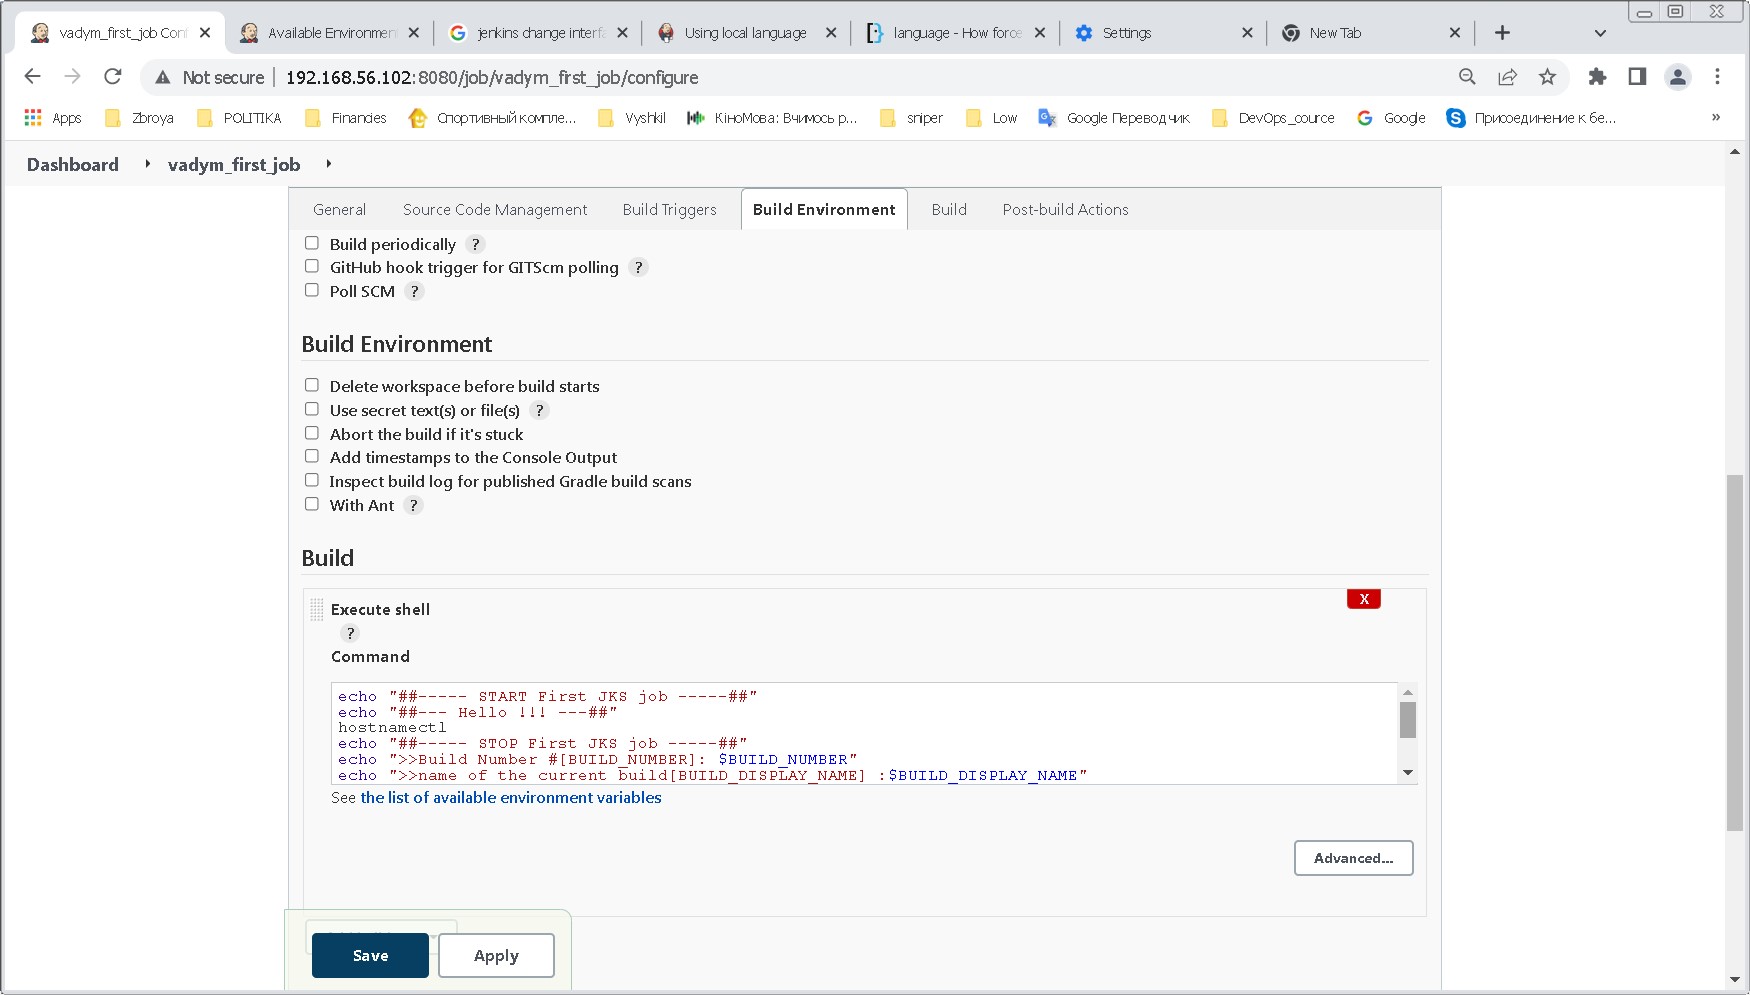 vadym_first_job Conf
Available Environmen
jenkins change interfa
Using local language
language - How force
Settings
New Tab
Not secure
192.168.56.102:8080/job/vadym_frst_job/configure
Apps
Zbroya
POLITIKA
Financies
Спортивный компле...
Vyshkil
КіноМова: Вчимось р...
sniper
Low
Google Переводчик
DevOps_cource
Google
Присоединение к бе...
»
Dashboard
vadym_first_job
General
Source Code Management
Build Triggers
Build Environment
Build
Post-build Actions
Build periodically ?
GitHub hook trigger for GITScm polling ?
Poll SCM ?
Build Environment
Delete workspace before build starts
Use secret text(s) or file(s) ?
Abort the build if it's stuck
Add timestamps to the Console Output
Inspect build log for published Gradle build scans
With Ant ?
Build
X
Execute shell
?
Command
echo "##----- START First JKS job -----##"
echo "##--- Hello !!! ---##"
hostnamectl
echo "##----- STOP First JKS job -----##"
echo ">>Build Number #[BUILD_NUMBER]: $BUILD_NUMBER"
echo ">>name of the current build[BUILD_DISPLAY_NAME] :$BUILD_DISPLAY_NAME"
See the list of available environment variables
Advanced...
Save
Apply